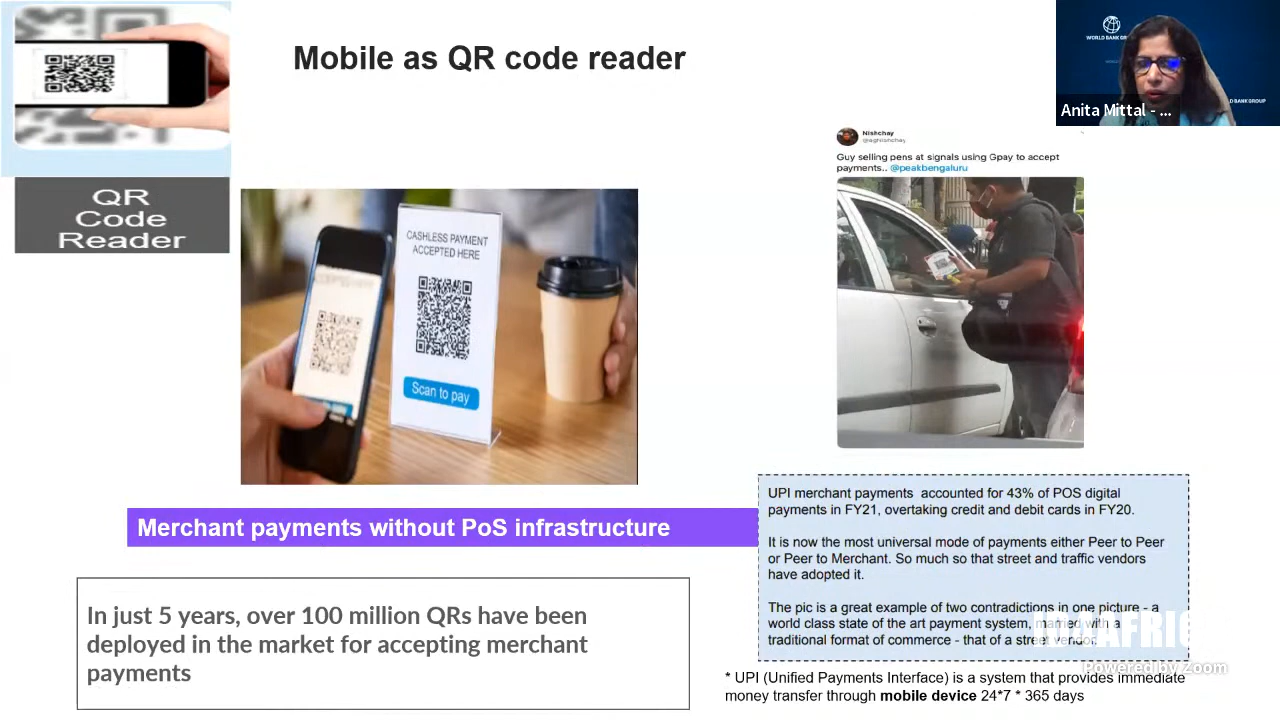 Mobile as QR code reader
WORLD BANK GR
D BANK GROUP
Anita Mittal - ...
QR
Code
Reader
Nishchay
Guy selling pens at signals using Gpay to accept
payments.. @peakbengaluru
CASHLESS PAYMENT
ACCEPTED HERE
Scan to pay
Merchant payments without PoS infrastructure
In just 5 years, over 100 million QRs have been
deployed in the market for accepting merchant
payments
UPI merchant payments accounted for 43% of POS digital
payments in FY21, overtaking credit and debit cards in FY20.
It is now the most universal mode of payments either Peer to Peer
or Peer to Merchant. So much so that street and traffic vendors
have adopted it.
The pic is a great example of two contradictions in one picture - a
world class state of the art payment system, married with a
traditional format of commerce - that of a street vendor.
Powered by Zoom
* UPI (Unified Payments Interface) is a system that provides immediate
money transfer through mobile device 24*7 * 365 days